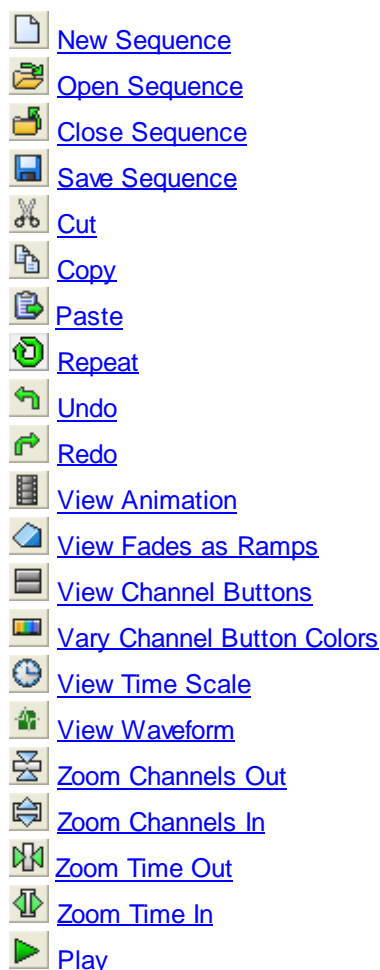 New Sequence
Open Sequence
Close Sequence
Save Sequence
Cut
Copy
Paste
Repeat
Undo
Redo
View Animation
View Fades as Ramps
View Channel Buttons
Vary Channel Button Colors
View Time Scale
View Waveform
Zoom Channels Out
Zoom Channels In
Zoom Time Out
Zoom Time In
Play